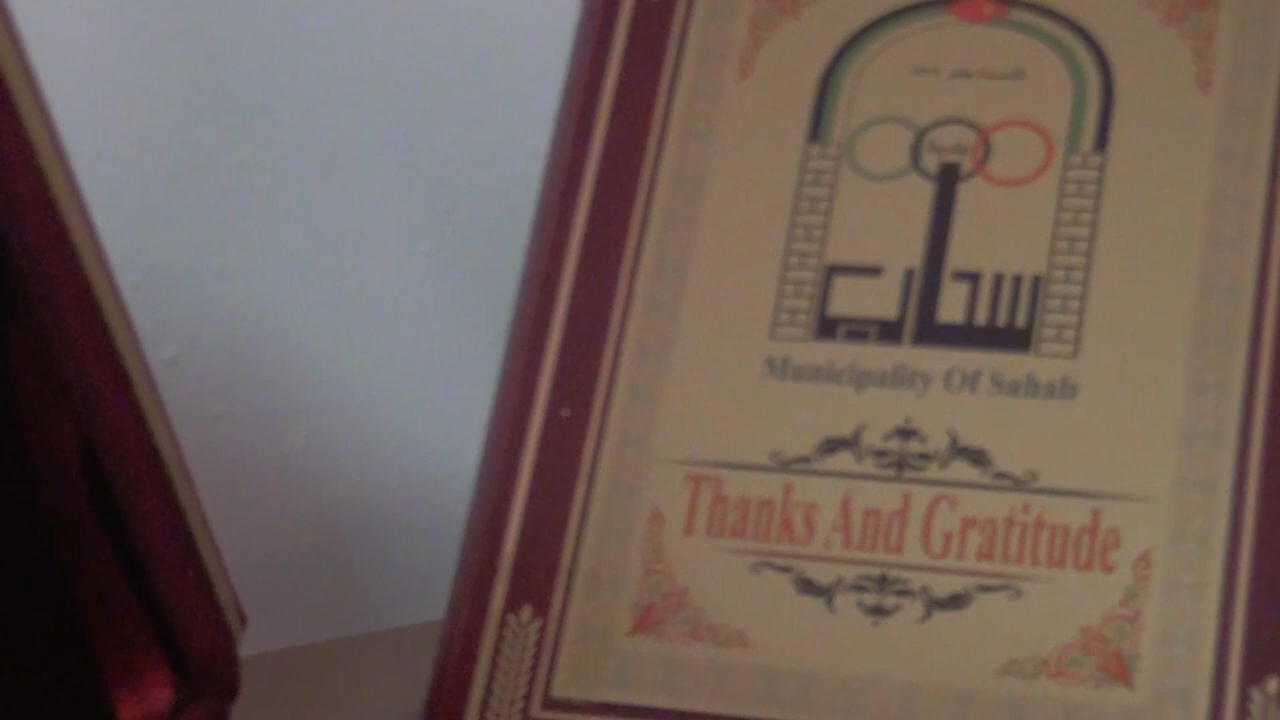 سحاب
Municipality Of Sahab
Thanks And Gratitude